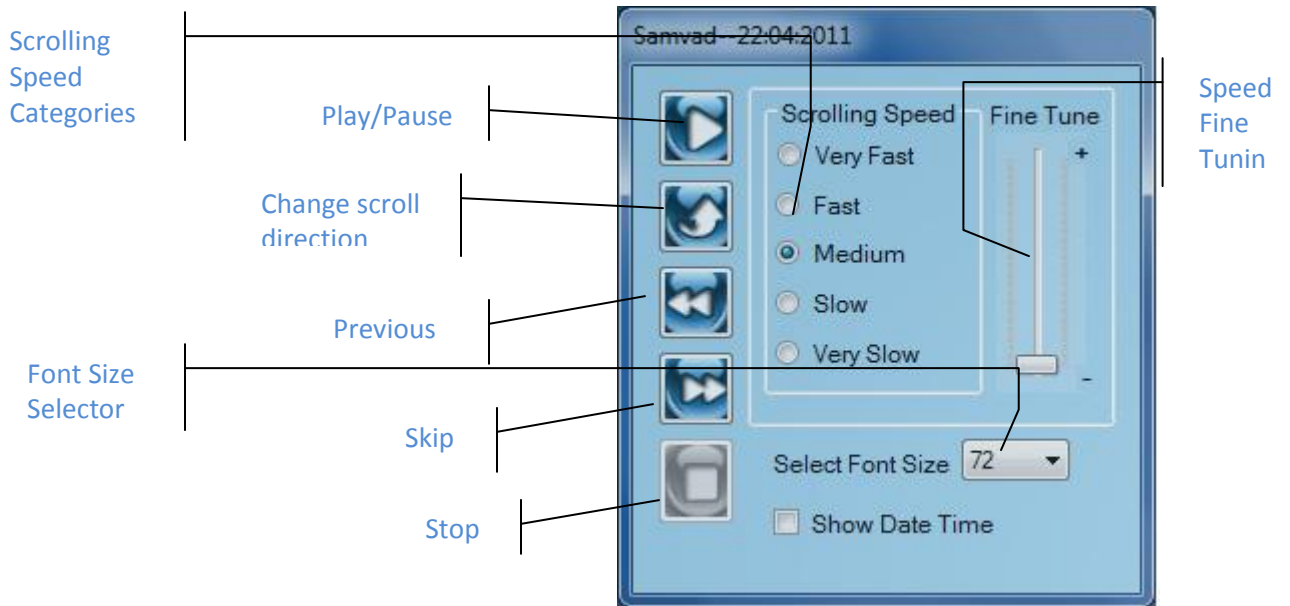 Scrolling
Speed
Categories
Play/Pause
Change scroll
direction
Previous
Font Size
Selector
Skip
Stop
Samvad--22:04:2011
Scrolling Speed
Very Fast
Fast
Medium
Slow
Very Slow
Fine Tune
+
-
Select Font Size 72
Show Date Time
Speed
Fine
Tunin